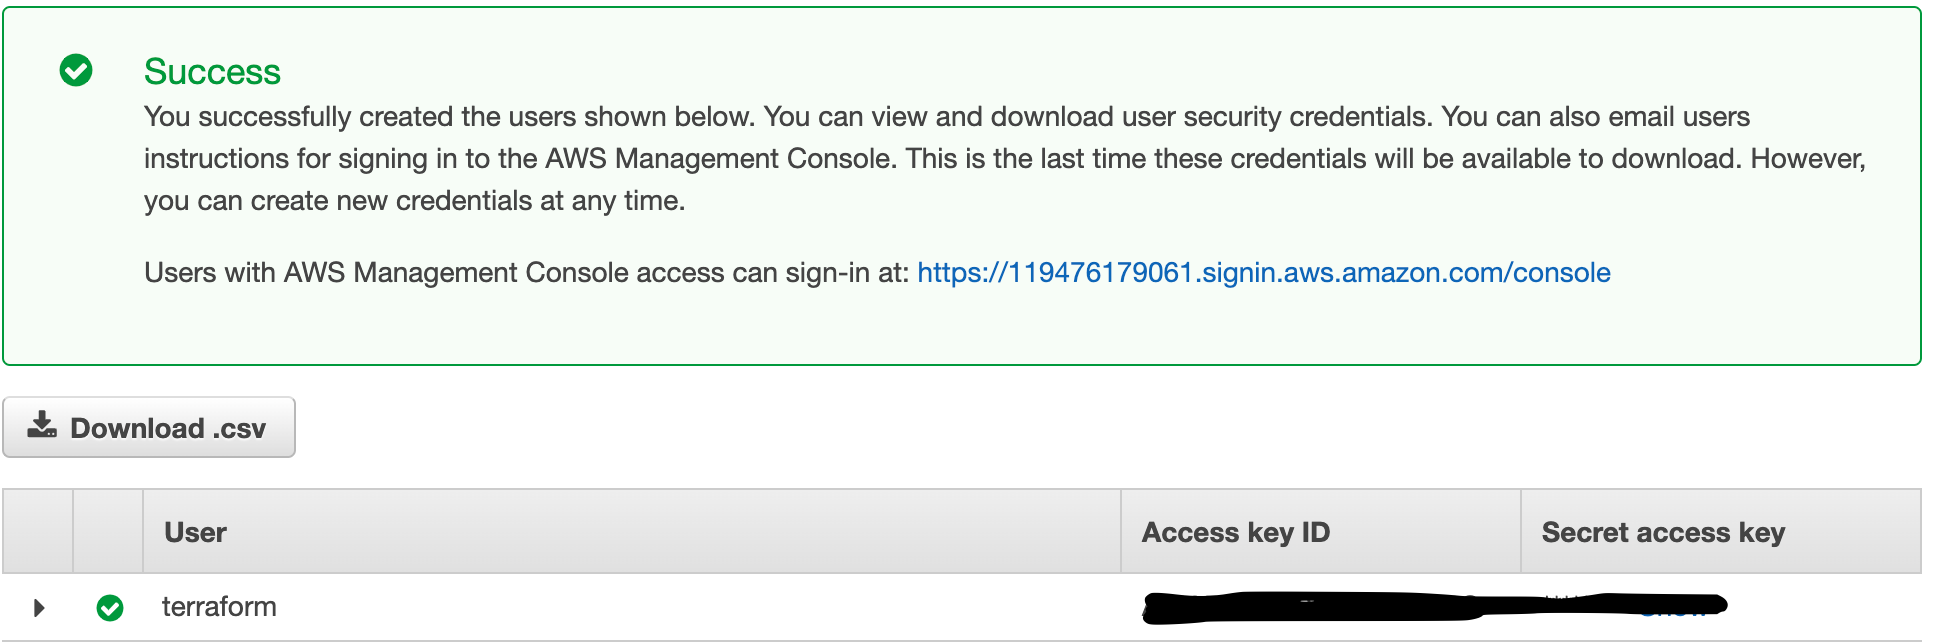 Success
You successfully created the users shown below. You can view and download user security credentials. You can also email users
instructions for signing in to the AWS Management Console. This is the last time these credentials will be available to download. However,
you can create new credentials at any time.
Users with AWS Management Console access can sign-in at: https://119476179061.signin.aws.amazon.com/console
Download .csv
User Access key ID Secret access key
terraform